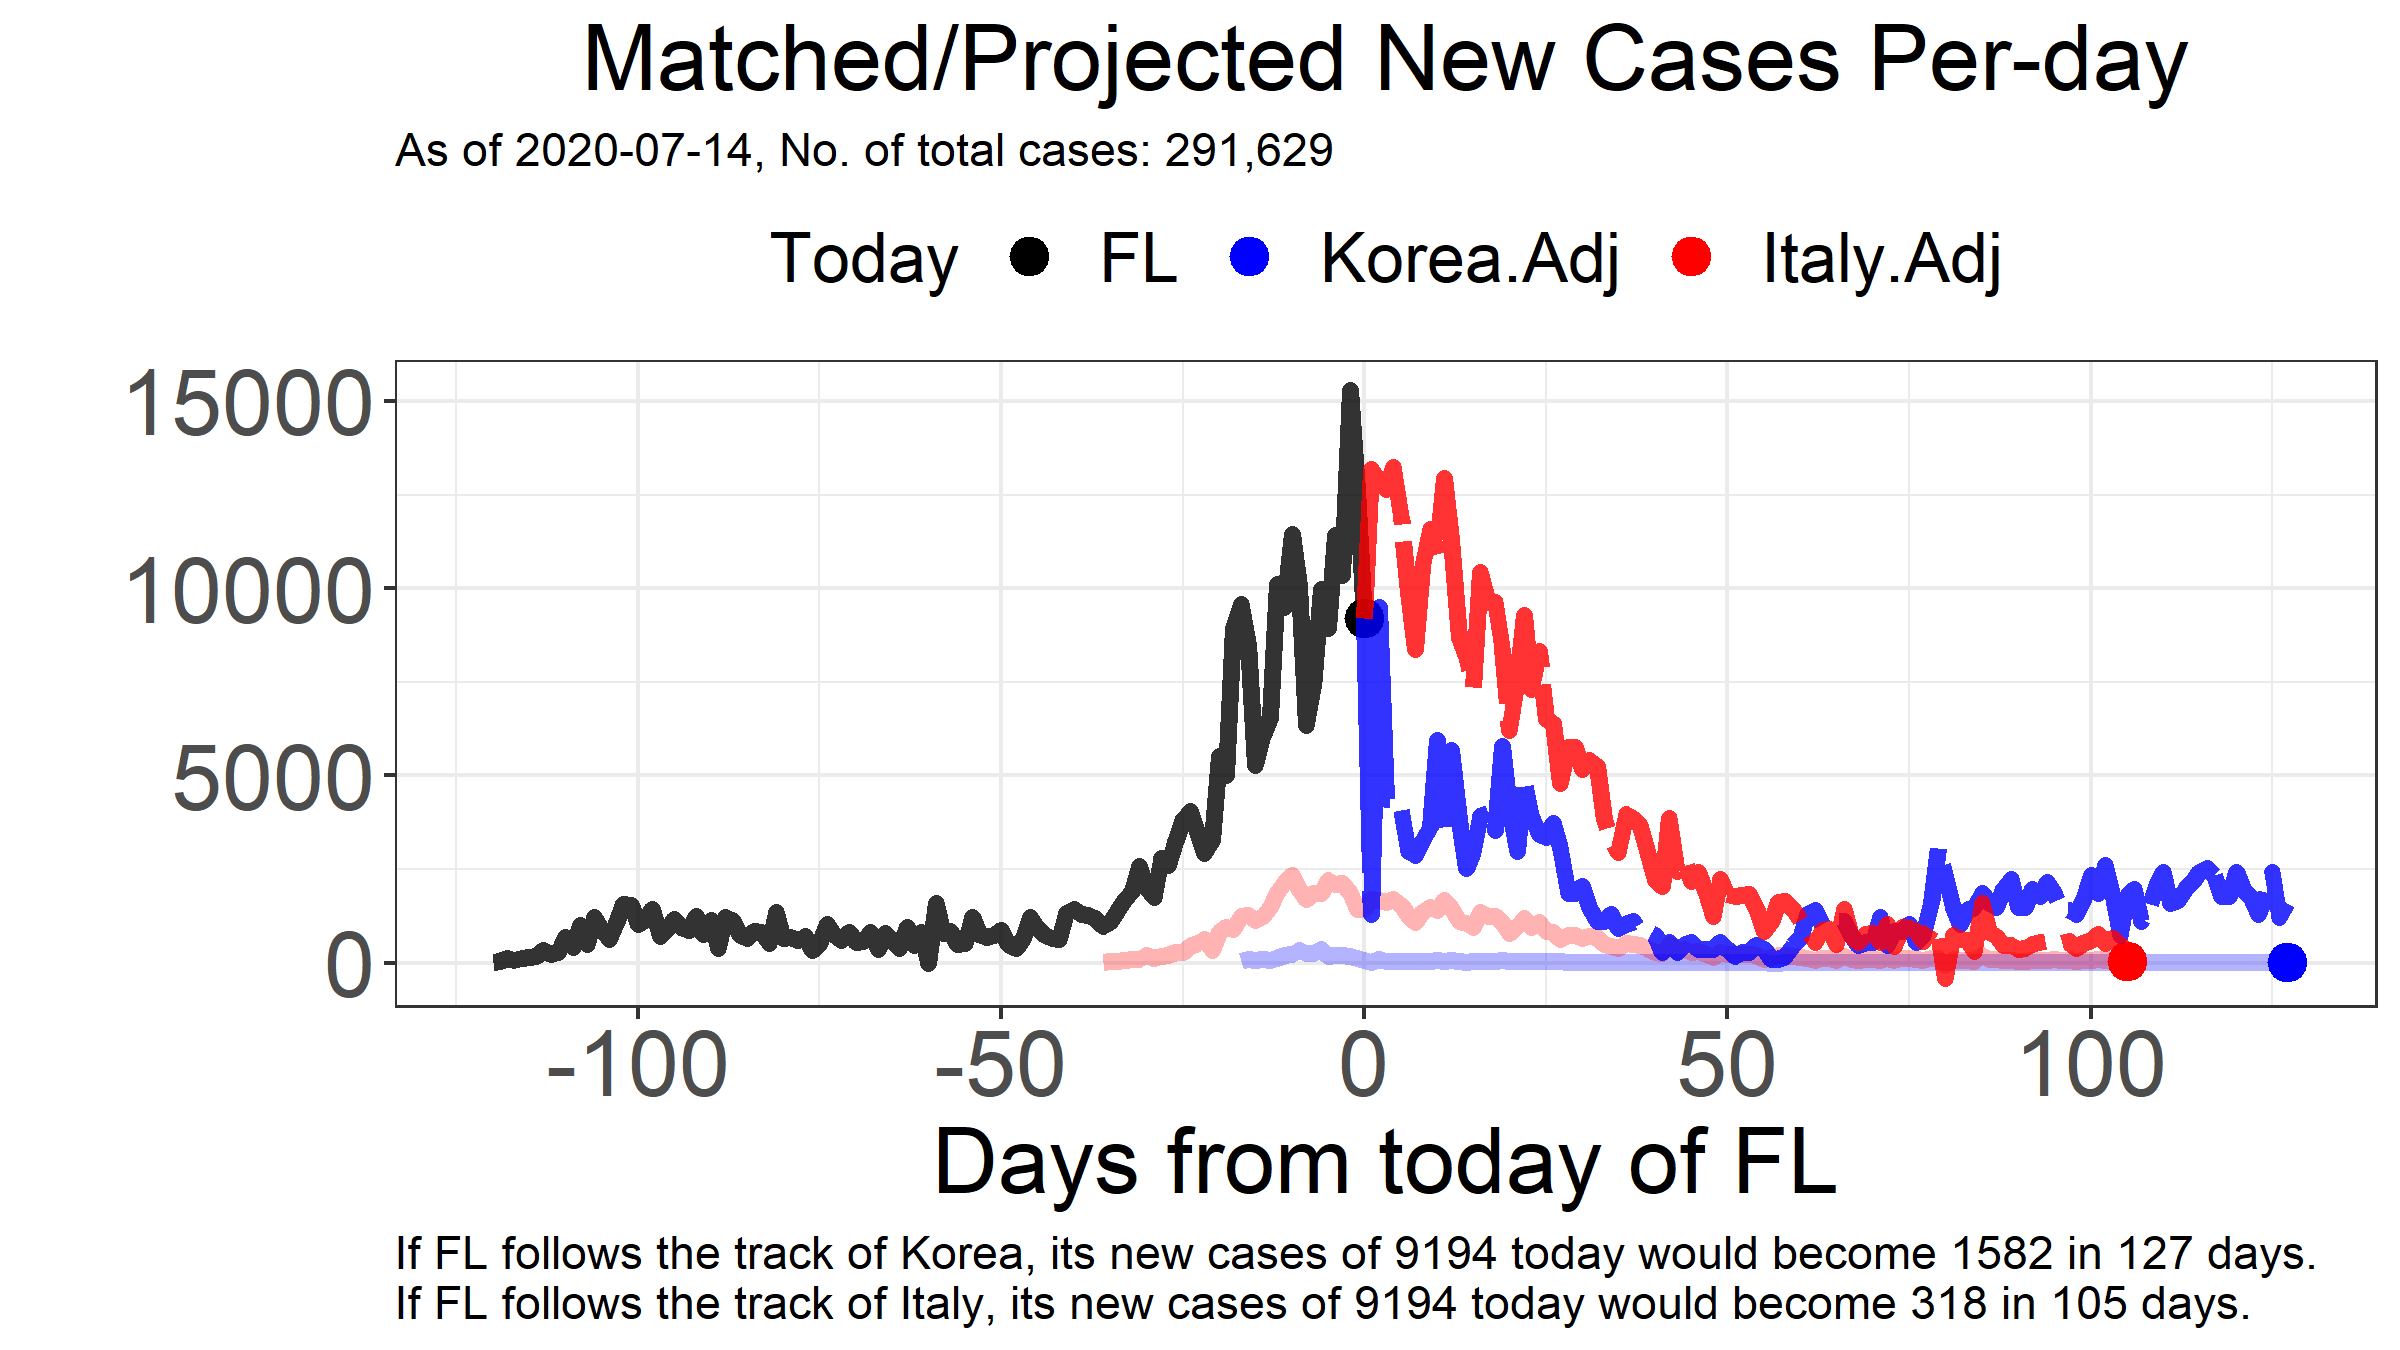 Matched/Projected New Cases Per-day
As of 2020-07-14, No. of total cases: 291,629
Today FL Korea.Adj Italy.Adj
15000
10000
5000
0
-100 -50 0 50 100
Days from today of FL
If FL follows the track of Korea, its new cases of 9194 today would become 1582 in 127 days.
If FL follows the track of Italy, its new cases of 9194 today would become 318 in 105 days.